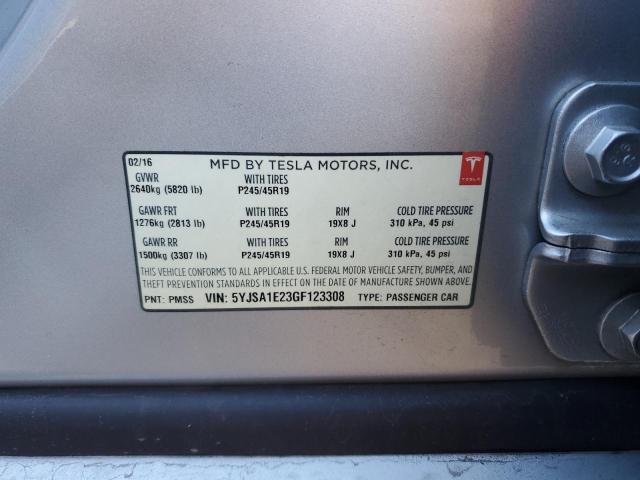 02/16 MFD BY TESLA MOTORS, INC.
GVWR WITH TIRES
2640kg (5820 lb) P245/45R19
TESLA
GAWR FRT WITH TIRES RIM COLD TIRE PRESSURE
1276kg (2813 lb) P245/45R19 19X8 J 310 kPa, 45 psi
GAWR RR WITH TIRES RIM COLD TIRE PRESSURE
1500kg (3307 lb) P245/45R19 19X8 J 310 kPa, 45 psi
THIS VEHICLE CONFORMS TO ALL APPLICABLE U.S. FEDERAL MOTOR VEHICLE SAFETY, BUMPER, AND
THEFT PREVENTION STANDARDS IN EFFECT ON THE DATE OF MANUFACTURE SHOWN ABOVE.
PNT: PMSS VIN: 5YJSA1E23GF123308 TYPE: PASSENGER CAR